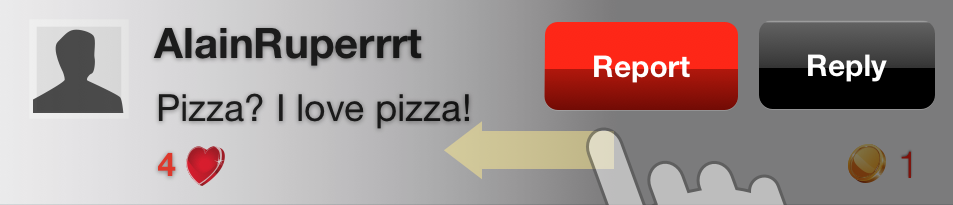 AlainRuperrrt
Report
Reply
Pizza? I love pizza!
4
1